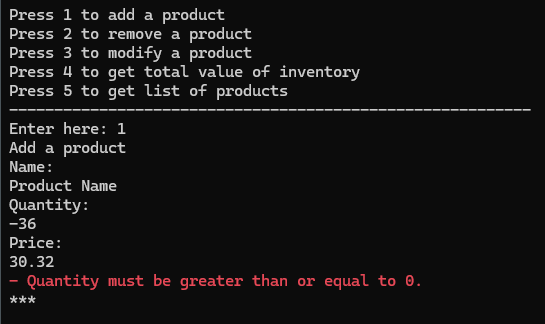 Press 1 to add a product
Press 2 to remove a product
Press 3 to modify a product
Press 4 to get total value of inventory
Press 5 to get list of products
----------------------------------------------------------
Enter here: 1
Add a product
Name:
Product Name
Quantity:
-36
Price:
30.32
- Quantity must be greater than or equal to 0.
***